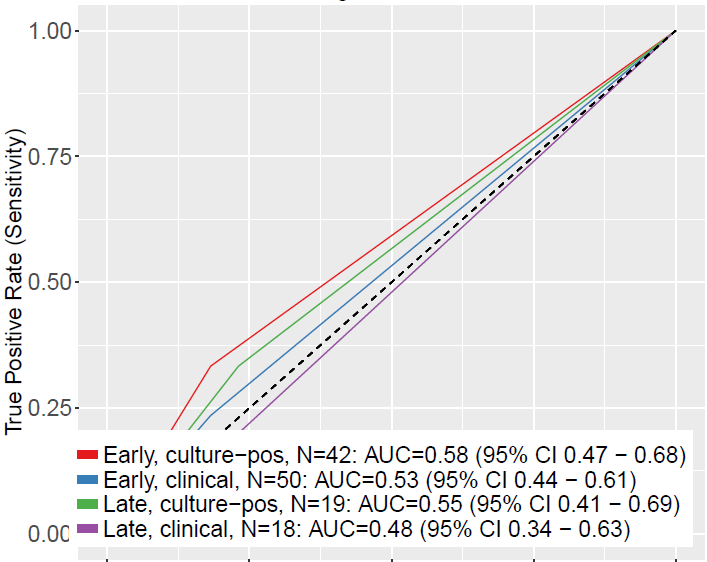 1.00
0.75
0.50
0.25
0.00
True Positive Rate (Sensitivity)
Early, culture−pos, N=42: AUC=0.58 (95% CI 0.47 − 0.68)
Early, clinical, N=50: AUC=0.53 (95% CI 0.44 − 0.61)
Late, culture−pos, N=19: AUC=0.55 (95% CI 0.41 − 0.69)
Late, clinical, N=18: AUC=0.48 (95% CI 0.34 − 0.63)